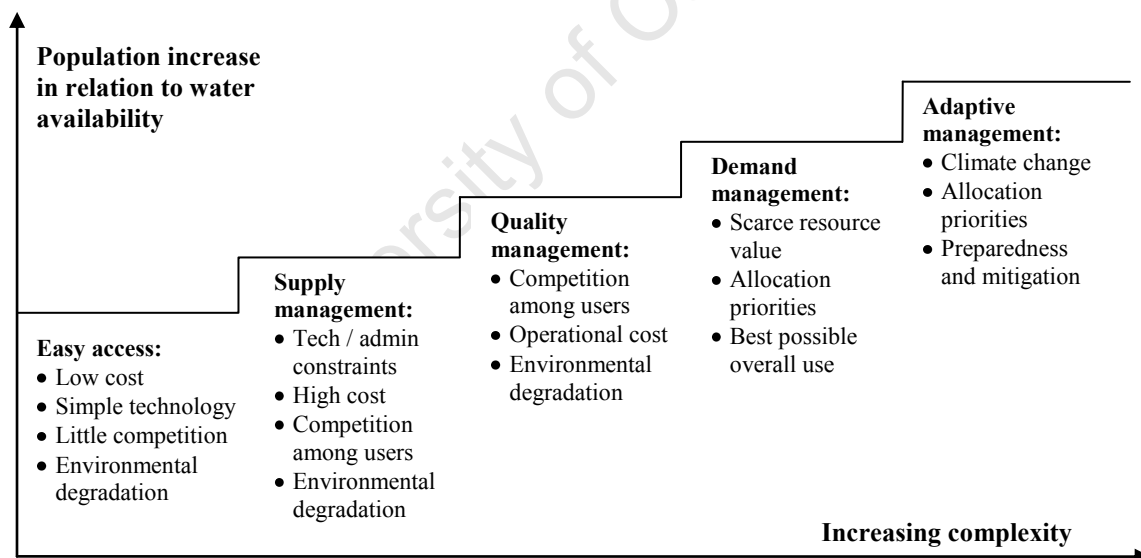 Population increase
in relation to water
availability
Easy access:
• Low cost
• Simple technology
• Little competition
• Environmental
degradation
Supply
management:
• Tech / admin
constraints
• High cost
• Competition
among users
• Environmental
degradation
Quality
management:
• Competition
among users
• Operational cost
• Environmental
degradation
Demand
management:
• Scarce resource
value
• Allocation
priorities
• Best possible
overall use
Adaptive
management:
• Climate change
• Allocation
priorities
• Preparedness
and mitigation
Increasing complexity
of